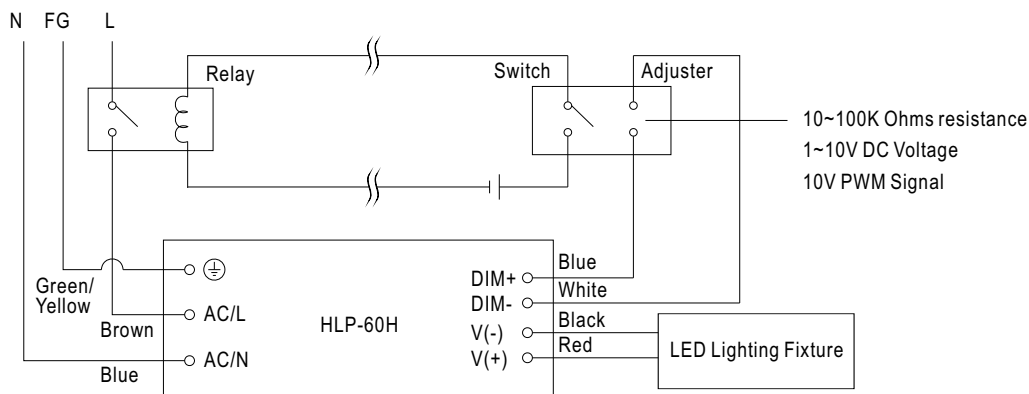 N FG L
Relay
Switch
Adjuster
10~100K Ohms resistance
1~10V DC Voltage
10V PWM Signal
Green/
Yellow
Brown
Blue
AC/L
AC/N
HLP-60H
DIM+
DIM-
V(-)
V(+)
Blue
White
Black
Red
LED Lighting Fixture